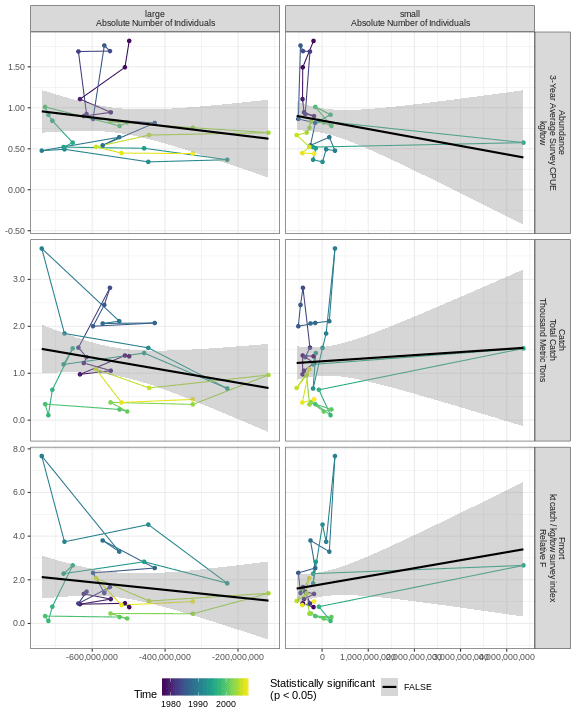 large
Absolute Number of Individuals
small
Absolute Number of Individuals
1.50
1.00
0.50
0.00
-0.50
Abundance
3-Year Average Survey CPUE
kg/tow
3.0
2.0
1.0
0.0
Catch
Total Catch
Thousand Metric Tons
8.0
6.0
4.0
2.0
0.0
Fmort
kt catch / kg/tow survey index
Relative F
-600,000,000 -400,000,000 -200,000,000
0 1,000,000,000 2,000,000,000 3,000,000,000 4,000,000,000
Time
1980 1990 2000
Statistically significant
(p < 0.05)
FALSE